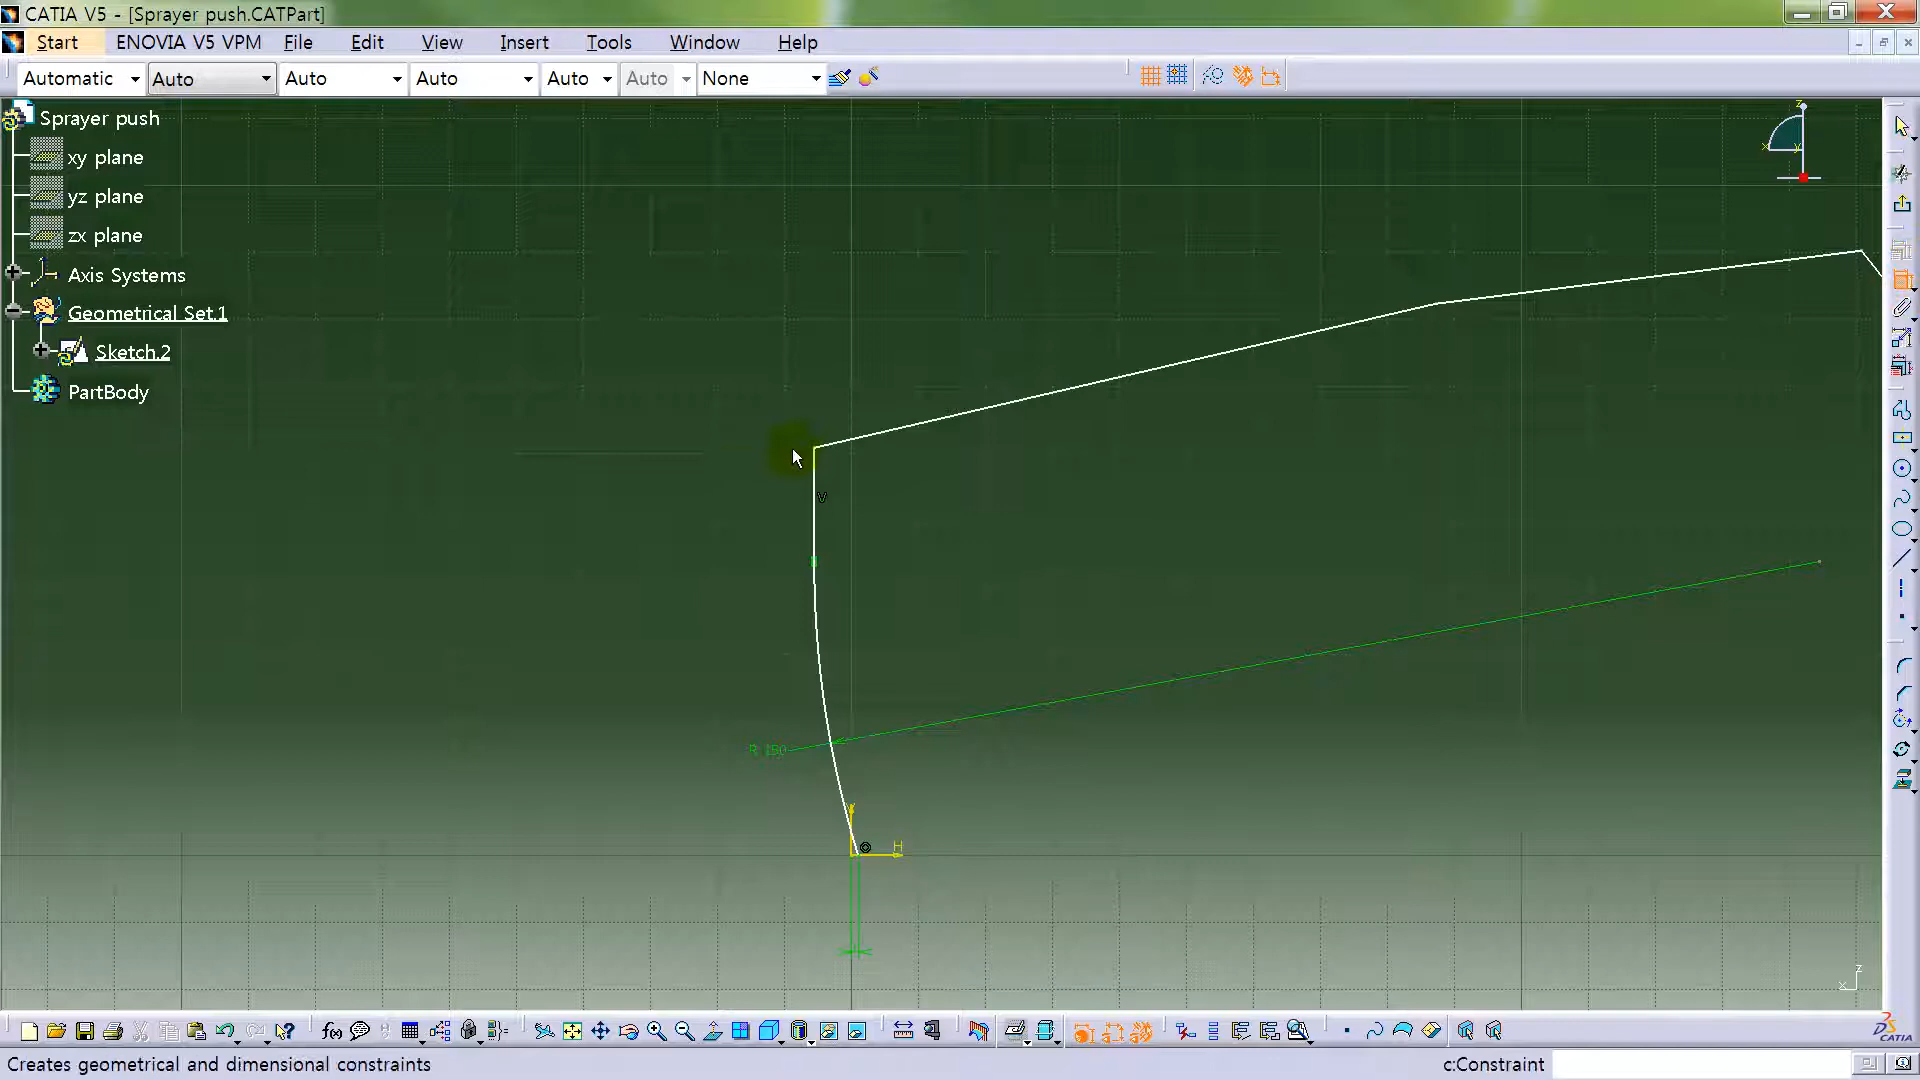 CATIA V5 - [Sprayer push.CATPart]
Start ENOVIA V5 VPM File Edit View Insert Tools Window Help
Automatic Auto Auto Auto Auto Auto None
Sprayer push
xy plane
yz plane
zx plane
Axis Systems
Geometrical Set.1
Sketch.2
PartBody
z
x
y
V
R 150
H
z
x
f(x)
CATIA
Creates geometrical and dimensional constraints
c:Constraint